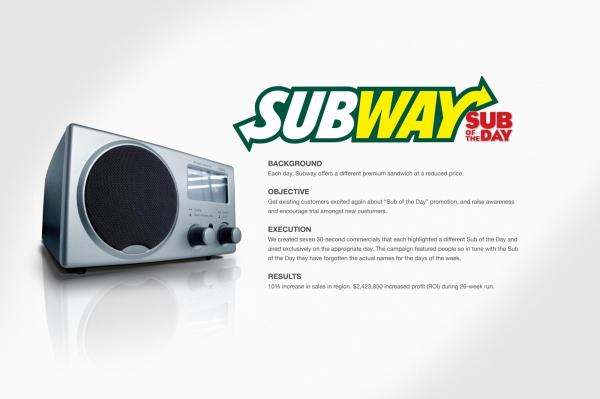 SUBWAY
SUB
OF
THE DAY
BACKGROUND
Each day, Subway offers a different premium sandwich at a reduced price.
OBJECTIVE
Get existing customers excited again about “Sub of the Day” promotion, and raise awareness
and encourage trial amongst new customers.
EXECUTION
We created seven 30-second commercials that each highlighted a different Sub of the Day and
aired exclusively on the appropriate day. The campaign featured people so in tune with the Sub
of the Day they have forgotten the actual names for the days of the week.
RESULTS
10% increase in sales in region. $2,423,850 increased profit (ROI) during 26-week run.